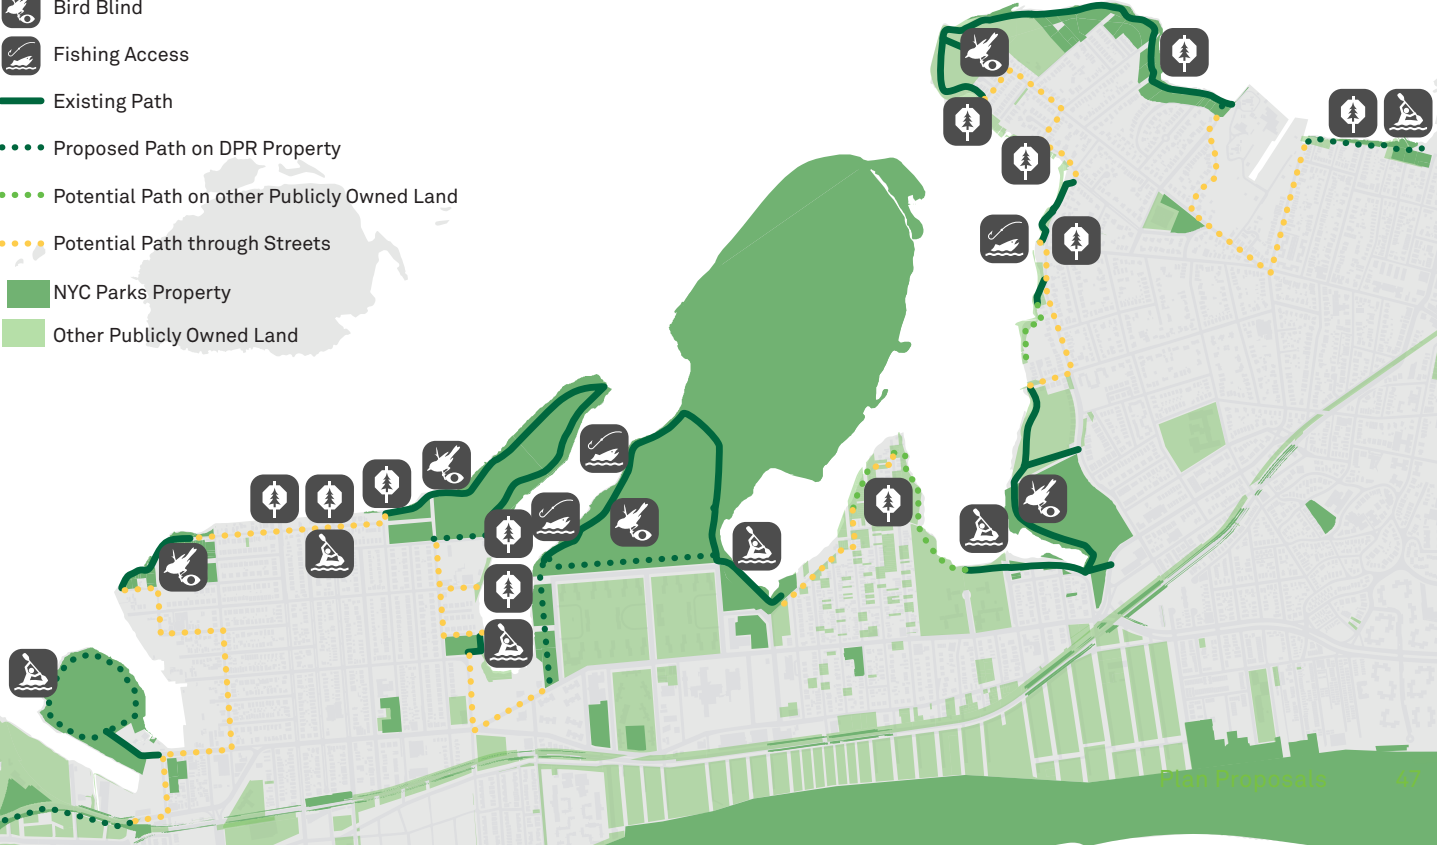 Bird Blind
Fishing Access
Existing Path
Proposed Path on DPR Property
Potential Path on other Publicly Owned Land
Potential Path through Streets
NYC Parks Property
Other Publicly Owned Land
Plan Proposals 47